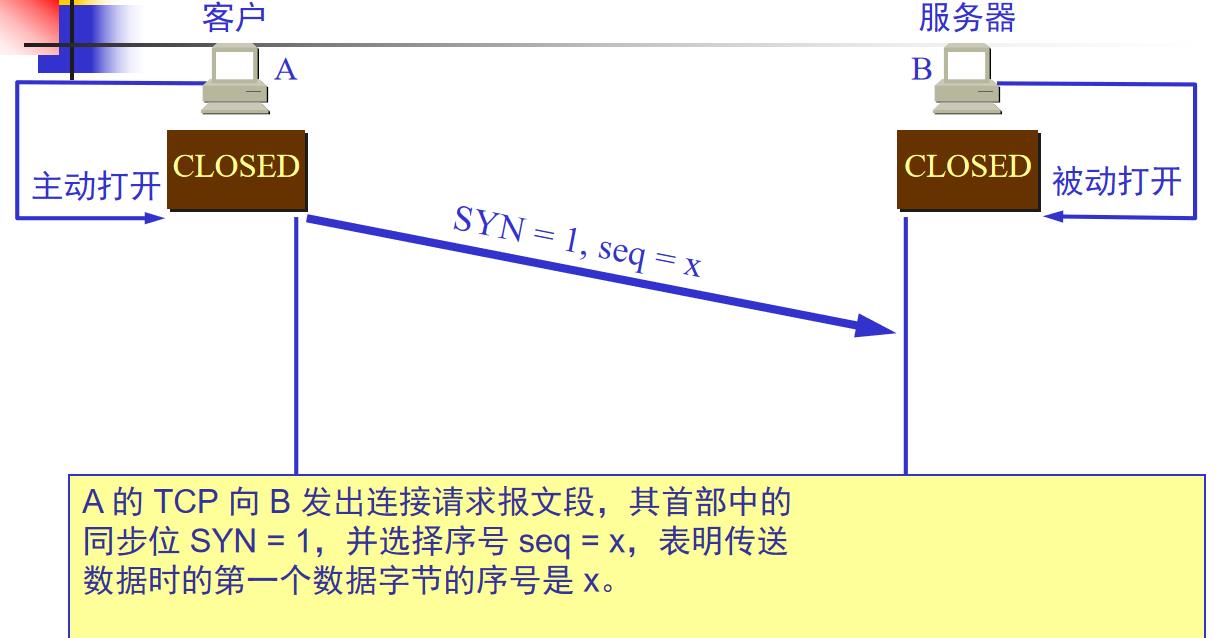 客户
服务器
A
B
CLOSED
CLOSED
主动打开
被动打开
SYN = 1, seq = x
A 的 TCP 向 B 发出连接请求报文段，其首部中的
同步位 SYN = 1，并选择序号 seq = x，表明传送
数据时的第一个数据字节的序号是 x。